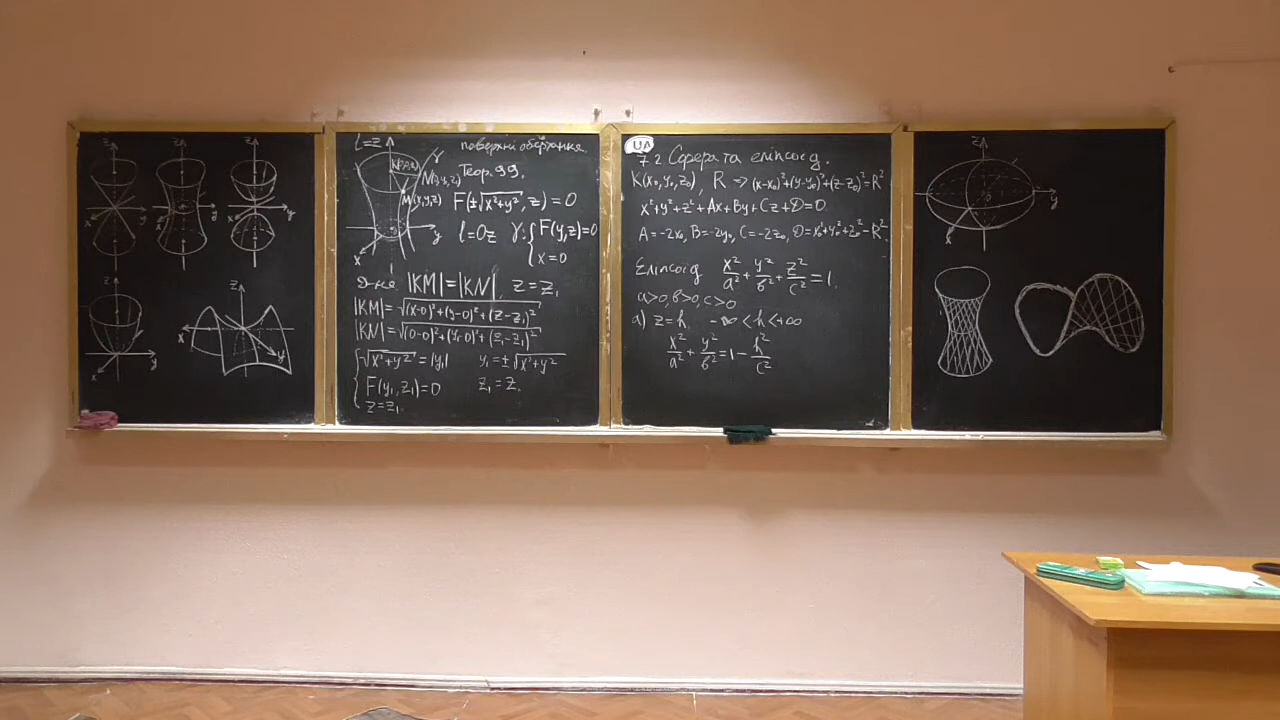 z
z
z
x
y
x
y
x
y
z
x
y
z
x
y
l=z
поверхні обертання
Теор. 99.
K(0,0,z₁)
γ
N(0,y₁,z₁)
M(x,y,z)
F(±√x²+y², z) = 0
y
x
l=Oz γ: { F(y,z)=0
x=0
|KM|=|KN|, z=z₁
|KM|=√(x-0)²+(y-0)²+(z-z₁)²
|KN|=√(0-0)²+(y₁-0)²+(z₁-z₁)²
{ √x²+y² = |y₁| y₁=±√x²+y²
F(y₁,z₁)=0 z₁=z.
z=z₁.
UA
7.2 Сфера та еліпсоїд.
K(x₀,y₀,z₀), R ⇒ (x-x₀)²+(y-y₀)²+(z-z₀)²=R²
x²+y²+z²+Ax+By+Cz+D=0
A=-2x₀, B=-2y₀, C=-2z₀, D=x₀²+y₀²+z₀²-R².
Еліпсоїд x²/a²+y²/b²+z²/c²=1.
a>0, b>0, c>0
a) z=h. -∞<h<+∞
x²/a²+y²/b²=1-h²/c²
z
y
x